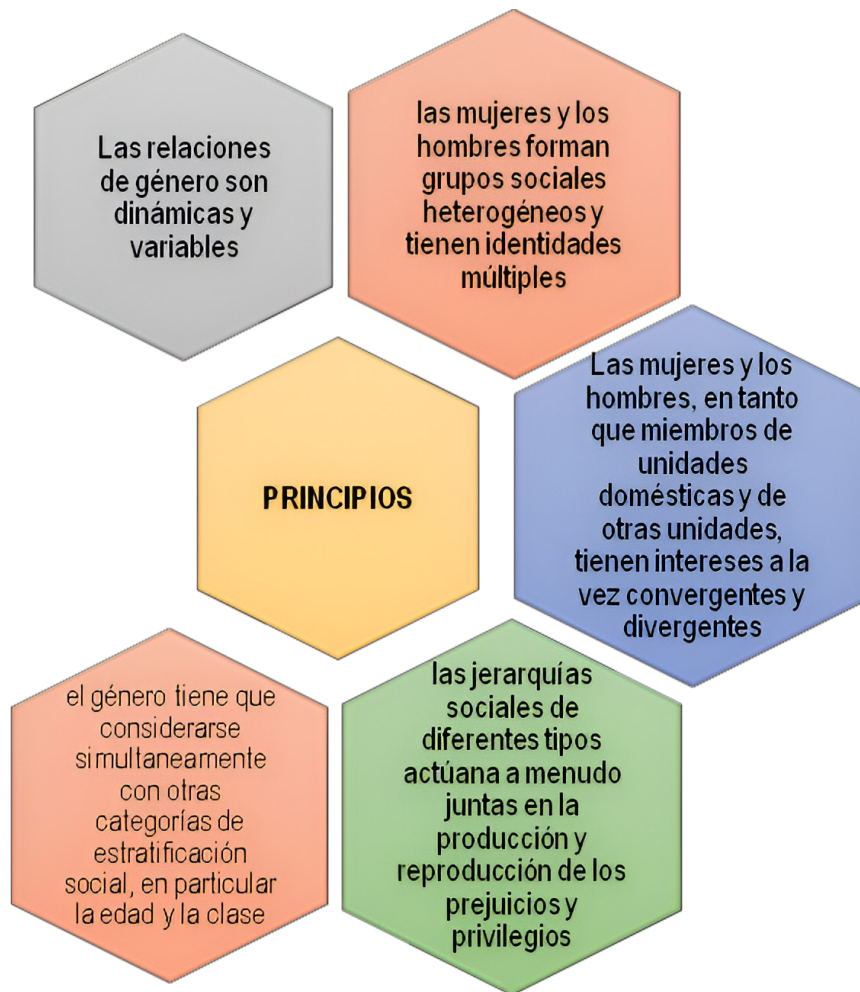 Las relaciones
de género son
dinámicas y
variables
las mujeres y los
hombres forman
grupos sociales
heterogéneos y
tienen identidades
múltiples
Las mujeres y los
hombres, en tanto
que miembros de
unidades
domésticas y de
otras unidades,
tienen intereses a la
vez convergentes y
divergentes
PRINCIPIOS
el género tiene que
considerarse
simultaneamente
con otras
categorías de
estratificación
social, en particular
la edad y la clase
las jerarquías
sociales de
diferentes tipos
actúana a menudo
juntas en la
producción y
reproducción de los
prejuicios y
privilegios